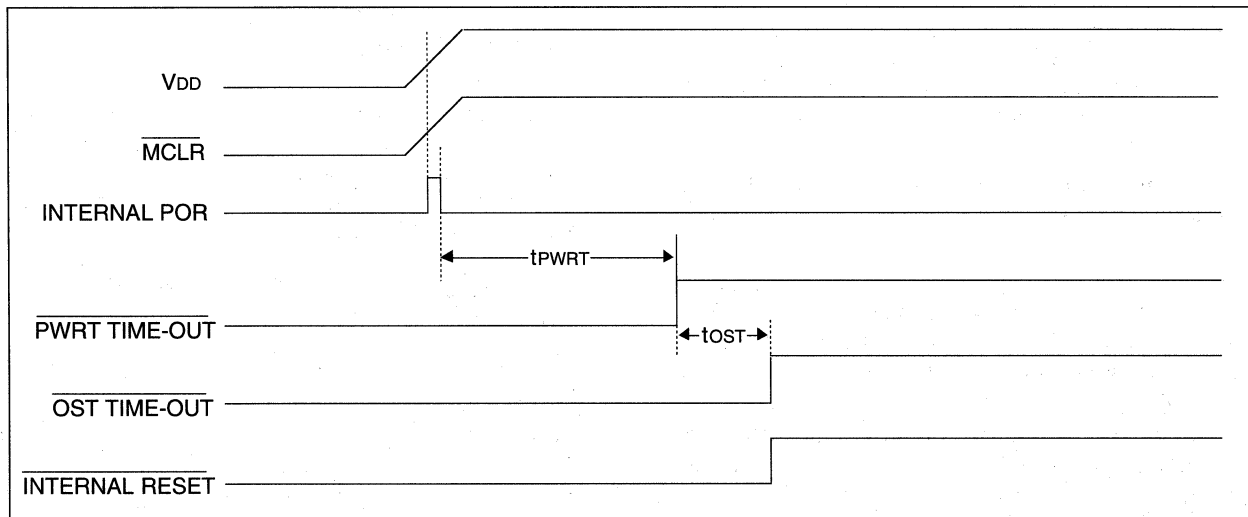 VDD
MCLR
INTERNAL POR
tPWRT
PWRT TIME-OUT
tOST
OST TIME-OUT
INTERNAL RESET